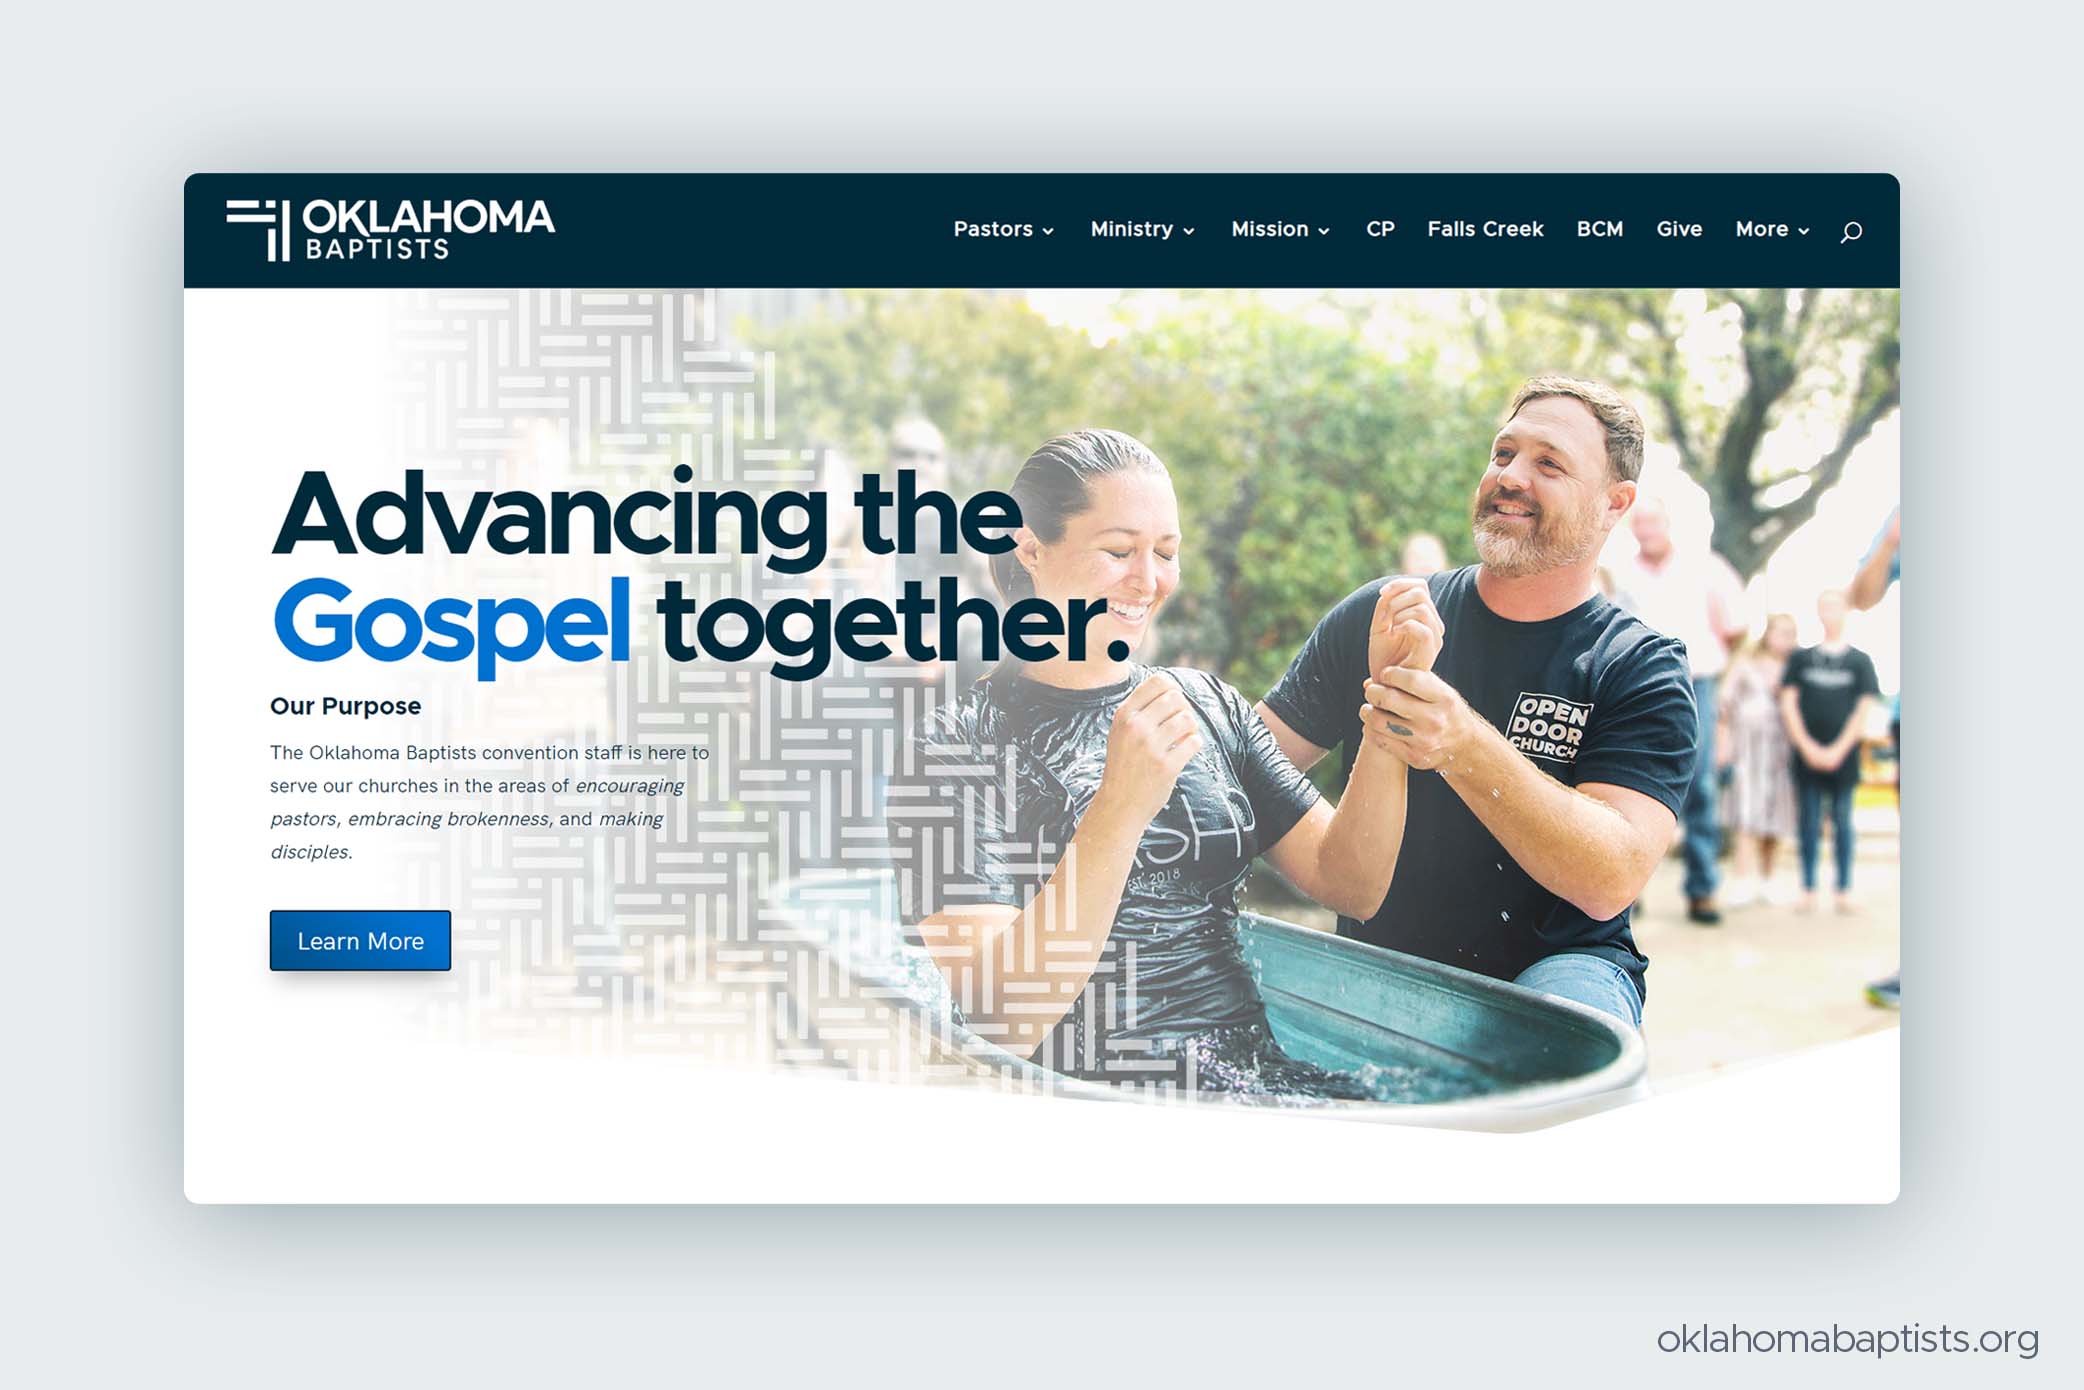 OKLAHOMA
BAPTISTS
Pastors Ministry Mission CP Falls Creek BCM Give More
Advancing the
Gospel together.
Our Purpose
The Oklahoma Baptists convention staff is here to
serve our churches in the areas of encouraging
pastors, embracing brokenness, and making
disciples.
Learn More
OPEN
DOOR
CHURCH
EST. 2018
oklahomabaptists.org